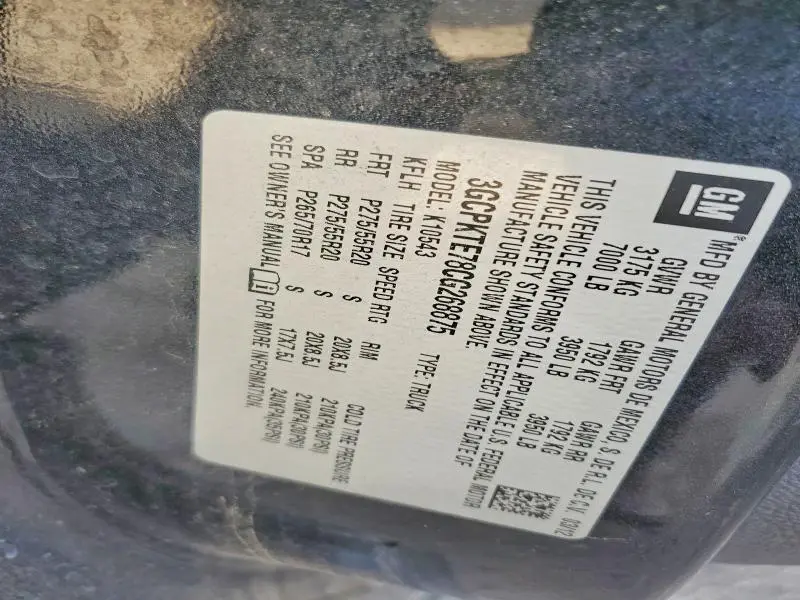 GM
MFD BY GENERAL MOTORS DE MEXICO, S. DE R.L. DE C.V. 03/12
GVWR GAWR FRT GAWR RR
3175 KG 1792 KG 1792 KG
7000 LB 3950 LB 3950 LB
THIS VEHICLE CONFORMS TO ALL APPLICABLE U.S. FEDERAL MOTOR
VEHICLE SAFETY STANDARDS IN EFFECT ON THE DATE OF
MANUFACTURE SHOWN ABOVE.
3GCPKTE78CG268875 TYPE: TRUCK
MODEL: K10543
KFLH TIRE SIZE SPEED RTG RIM COLD TIRE PRESSURE
FRT P275/55R20 S 20X8.5J 210KPA(30PSI)
RR P275/55R20 S 20X8.5J 210KPA(30PSI)
SPA P265/70R17 S 17X7.5J 240KPA(35PSI)
SEE OWNER'S MANUAL FOR MORE INFORMATION.